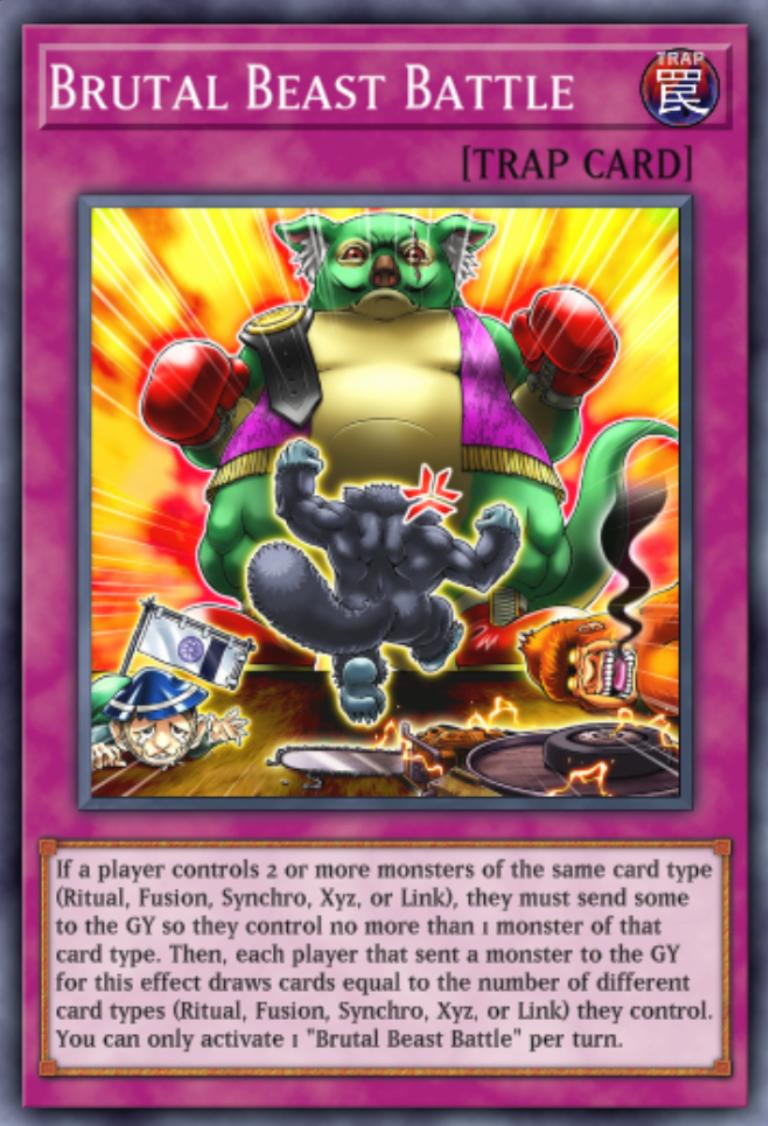 BRUTAL BEAST BATTLE
TRAP
罠
[TRAP CARD]
If a player controls 2 or more monsters of the same card type
(Ritual, Fusion, Synchro, Xyz, or Link), they must send some
to the GY so they control no more than 1 monster of that
card type. Then, each player that sent a monster to the GY
for this effect draws cards equal to the number of different
card types (Ritual, Fusion, Synchro, Xyz, or Link) they control.
You can only activate 1 "Brutal Beast Battle" per turn.